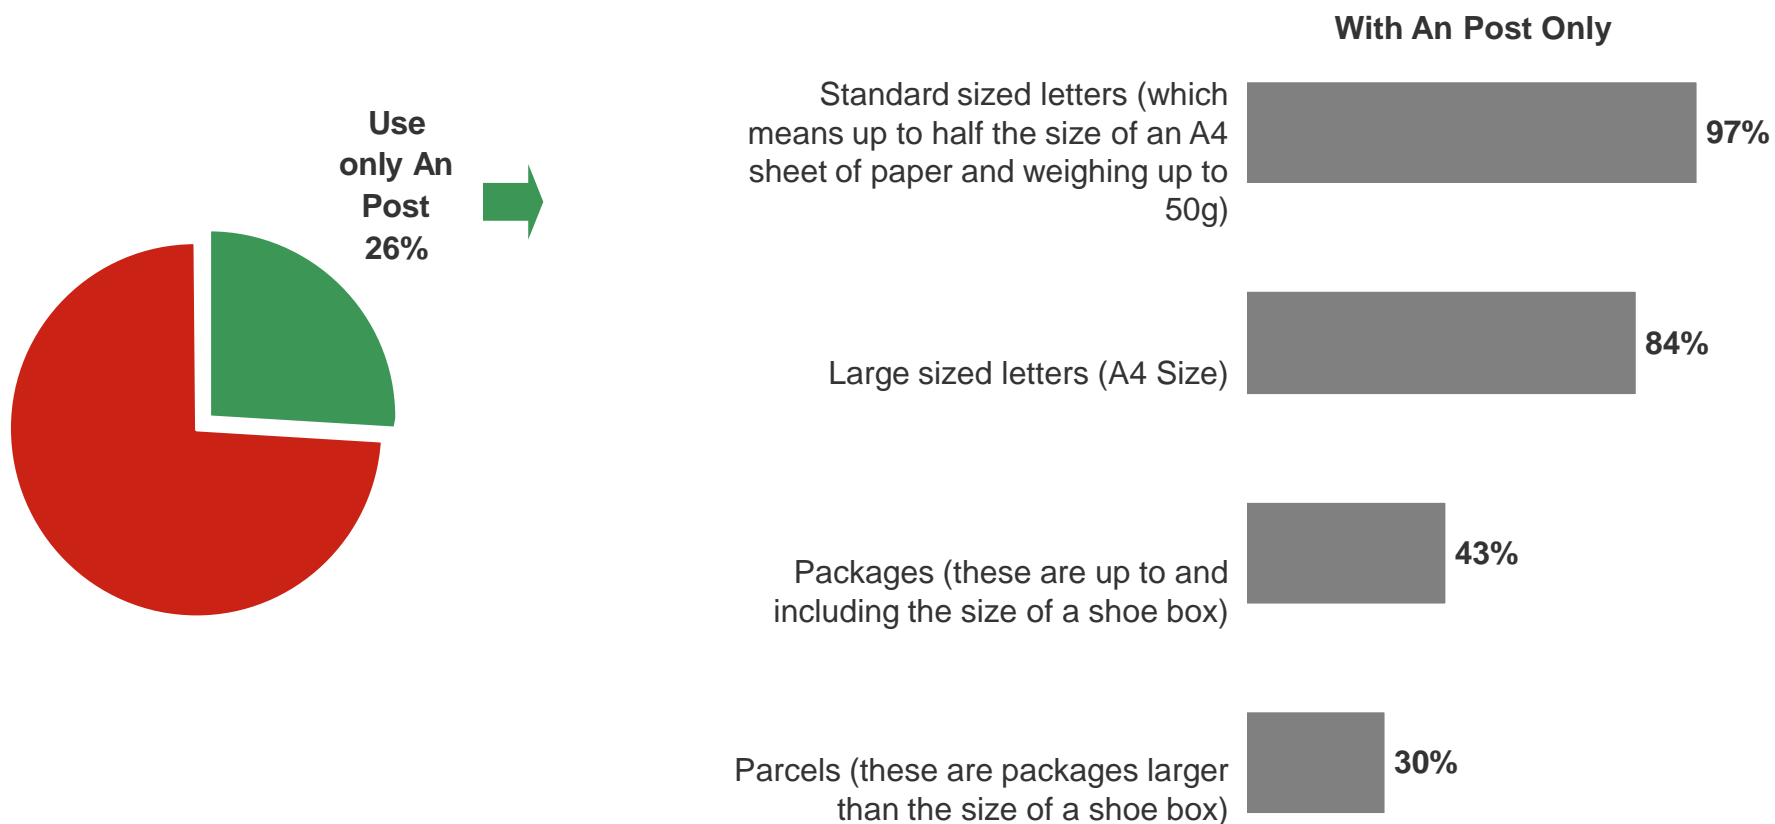 With An Post Only
Use
only An
Post
26%
Standard sized letters (which
means up to half the size of an A4
sheet of paper and weighing up to
50g)
97%
Large sized letters (A4 Size)
84%
Packages (these are up to and
including the size of a shoe box)
43%
Parcels (these are packages larger
than the size of a shoe box)
30%